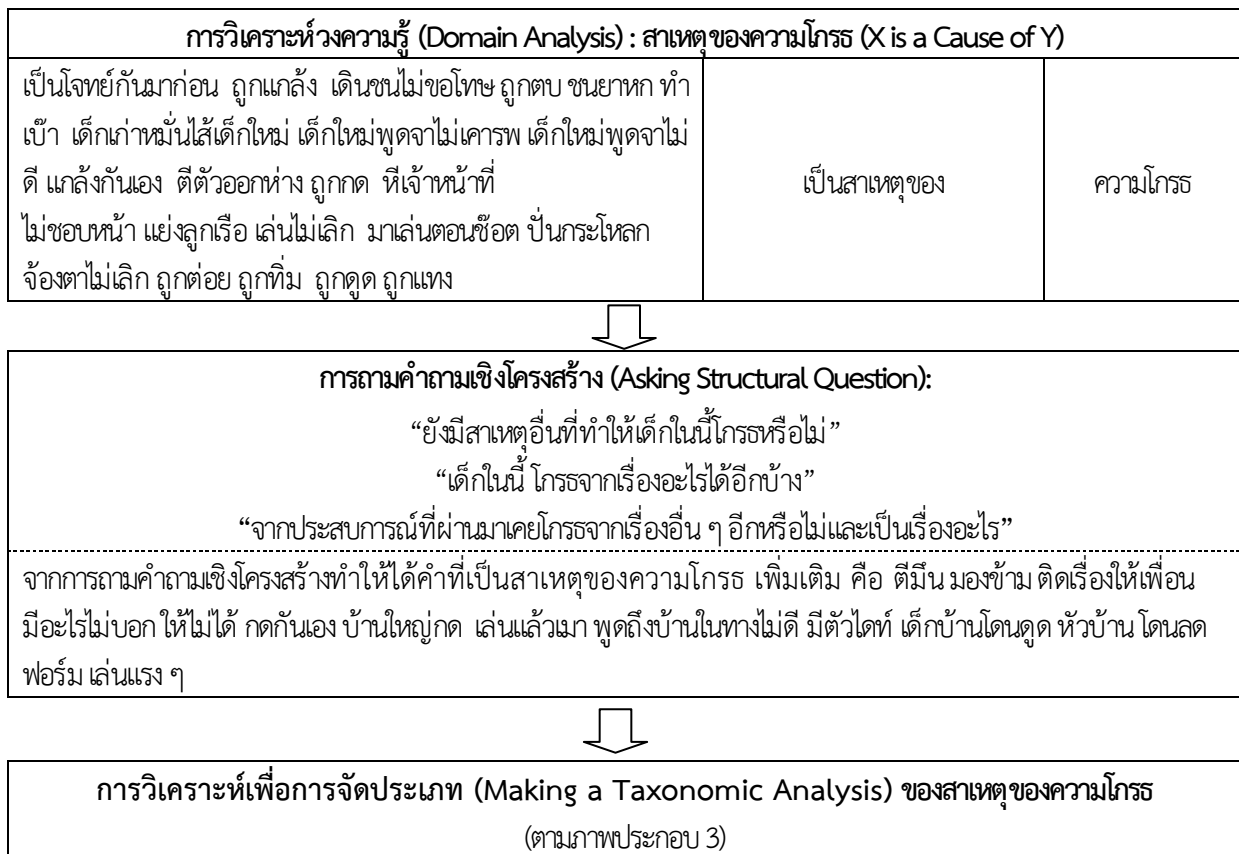 การวิเคราะห์วงความรู้ (Domain Analysis) : สาเหตุของความโกรธ (X is a Cause of Y)
เป็นโจทย์กันมาก่อน ถูกแกล้ง เดินชนไม่ขอโทษ ถูกตบ ชนยาหก ทำ
เบ๊า เด็กเก่าหมั่นไส้เด็กใหม่ เด็กใหม่พูดจาไม่เคารพ เด็กใหม่พูดจาไม่
ดี แกล้งกันเอง ตีตัวออกห่าง ถูกกด หีเจ้าหน้าที่
ไม่ชอบหน้า แย่งลูกเรือ เล่นไม่เลิก มาเล่นตอนช๊อต ปั่นกระโหลก
จ้องตาไม่เลิก ถูกต่อย ถูกทิ่ม ถูกดูด ถูกแทง
เป็นสาเหตุของ
ความโกรธ
การถามคำถามเชิงโครงสร้าง (Asking Structural Question):
“ยังมีสาเหตุอื่นที่ทำให้เด็กในนี้โกรธหรือไม่”
“เด็กในนี้ โกรธจากเรื่องอะไรได้อีกบ้าง”
“จากประสบการณ์ที่ผ่านมาเคยโกรธจากเรื่องอื่น ๆ อีกหรือไม่และเป็นเรื่องอะไร”
จากการถามคำถามเชิงโครงสร้างทำให้ได้คำที่เป็นสาเหตุของความโกรธ เพิ่มเติม คือ ตีมึน มองข้าม ติดเรื่องให้เพื่อน
มีอะไรไม่บอก ให้ไม่ได้ กดกันเอง บ้านใหญ่กด เล่นแล้วเมา พูดถึงบ้านในทางไม่ดี มีตัวไดท์ เด็กบ้านโดนดูด หัวบ้าน โดนลด
ฟอร์ม เล่นแรง ๆ
การวิเคราะห์เพื่อการจัดประเภท (Making a Taxonomic Analysis) ของสาเหตุของความโกรธ
(ตามภาพประกอบ 3)